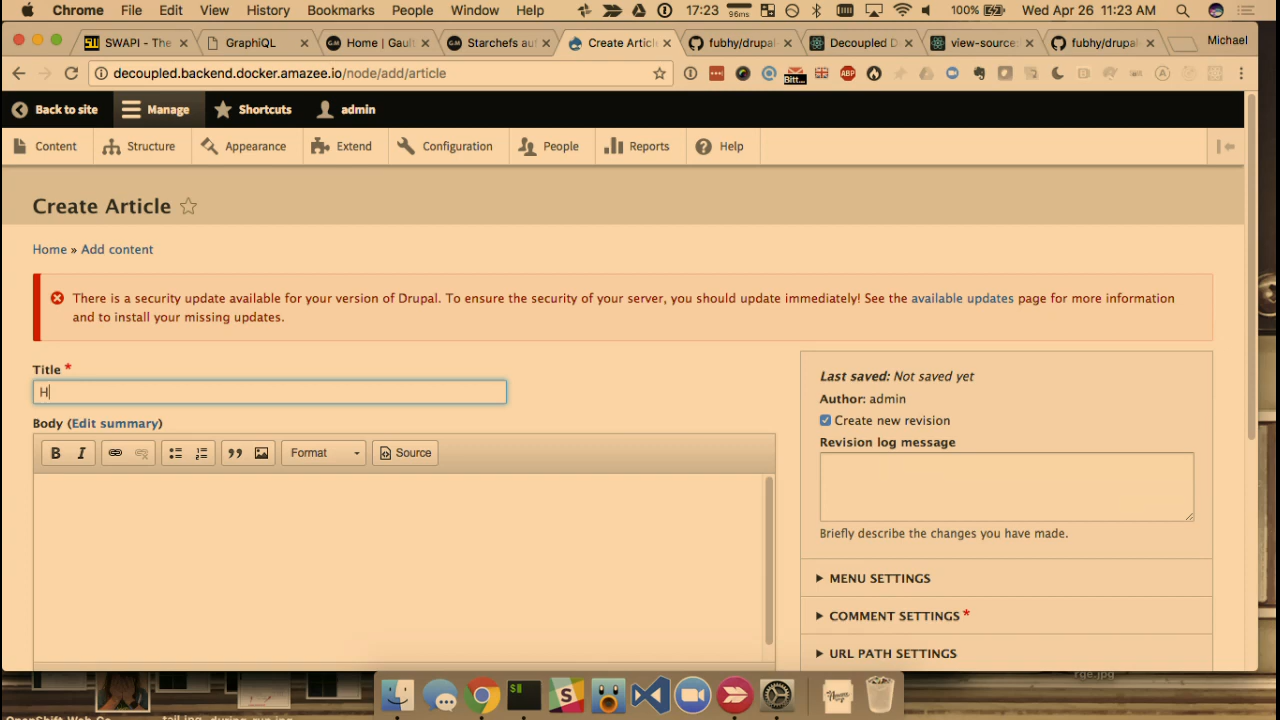 Chrome File Edit View History Bookmarks People Window Help 17:23 96ms 100% Wed Apr 26 11:23 AM
SWAPI - The GraphiQL Home | Gault Starchefs au Create Articl fubhy/drupal Decoupled D view-source: fubhy/drupal Michael
decoupled.backend.docker.amazee.io/node/add/article
Bitt... ABP
Back to site Manage Shortcuts admin
Content Structure Appearance Extend Configuration People Reports Help
Create Article
Home » Add content
There is a security update available for your version of Drupal. To ensure the security of your server, you should update immediately! See the available updates page for more information
and to install your missing updates.
Title *
H
Body (Edit summary)
B I Format Source
Last saved: Not saved yet
Author: admin
Create new revision
Revision log message
Briefly describe the changes you have made.
MENU SETTINGS
COMMENT SETTINGS *
URL PATH SETTINGS